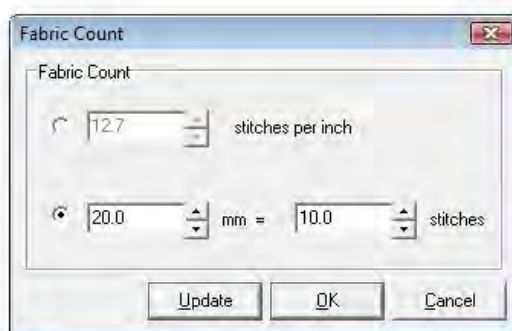 Fabric Count
Fabric Count
12.7 stitches per inch
20.0 mm = 10.0 stitches
Update OK Cancel